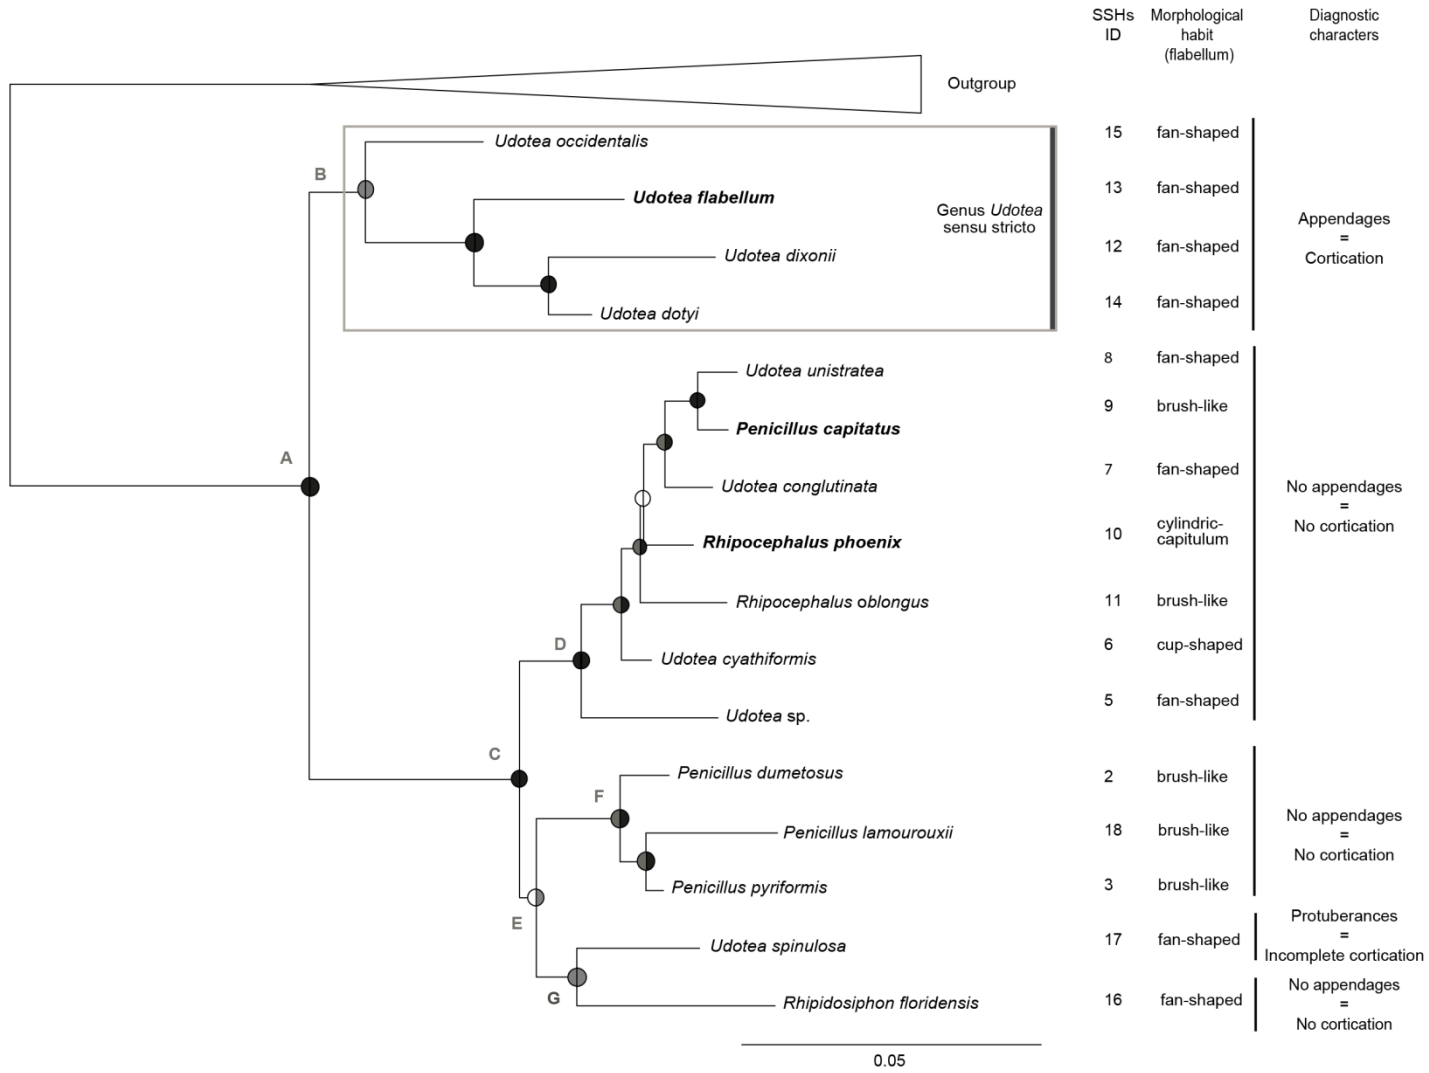 SSHs ID
Morphological habit (flabellum)
Diagnostic characters
Outgroup
Udotea occidentalis 15 fan-shaped
B
Udotea flabellum 13 fan-shaped
Genus Udotea
sensu stricto
Appendages
=
Cortication
Udotea dixonii 12 fan-shaped
Udotea dotyi 14 fan-shaped
Udotea unistratea 8 fan-shaped
Penicillus capitatus 9 brush-like
A
Udotea conglutinata 7 fan-shaped
No appendages
=
No cortication
Rhipocephalus phoenix 10 cylindric-
capitulum
Rhipocephalus oblongus 11 brush-like
D
Udotea cyathiformis 6 cup-shaped
Udotea sp. 5 fan-shaped
C
Penicillus dumetosus 2 brush-like
F
Penicillus lamourouxii 18 brush-like
No appendages
=
No cortication
Penicillus pyriformis 3 brush-like
E
Udotea spinulosa 17 fan-shaped
Protuberances
=
Incomplete cortication
G
Rhipidosiphon floridensis 16 fan-shaped
No appendages
=
No cortication
0.05